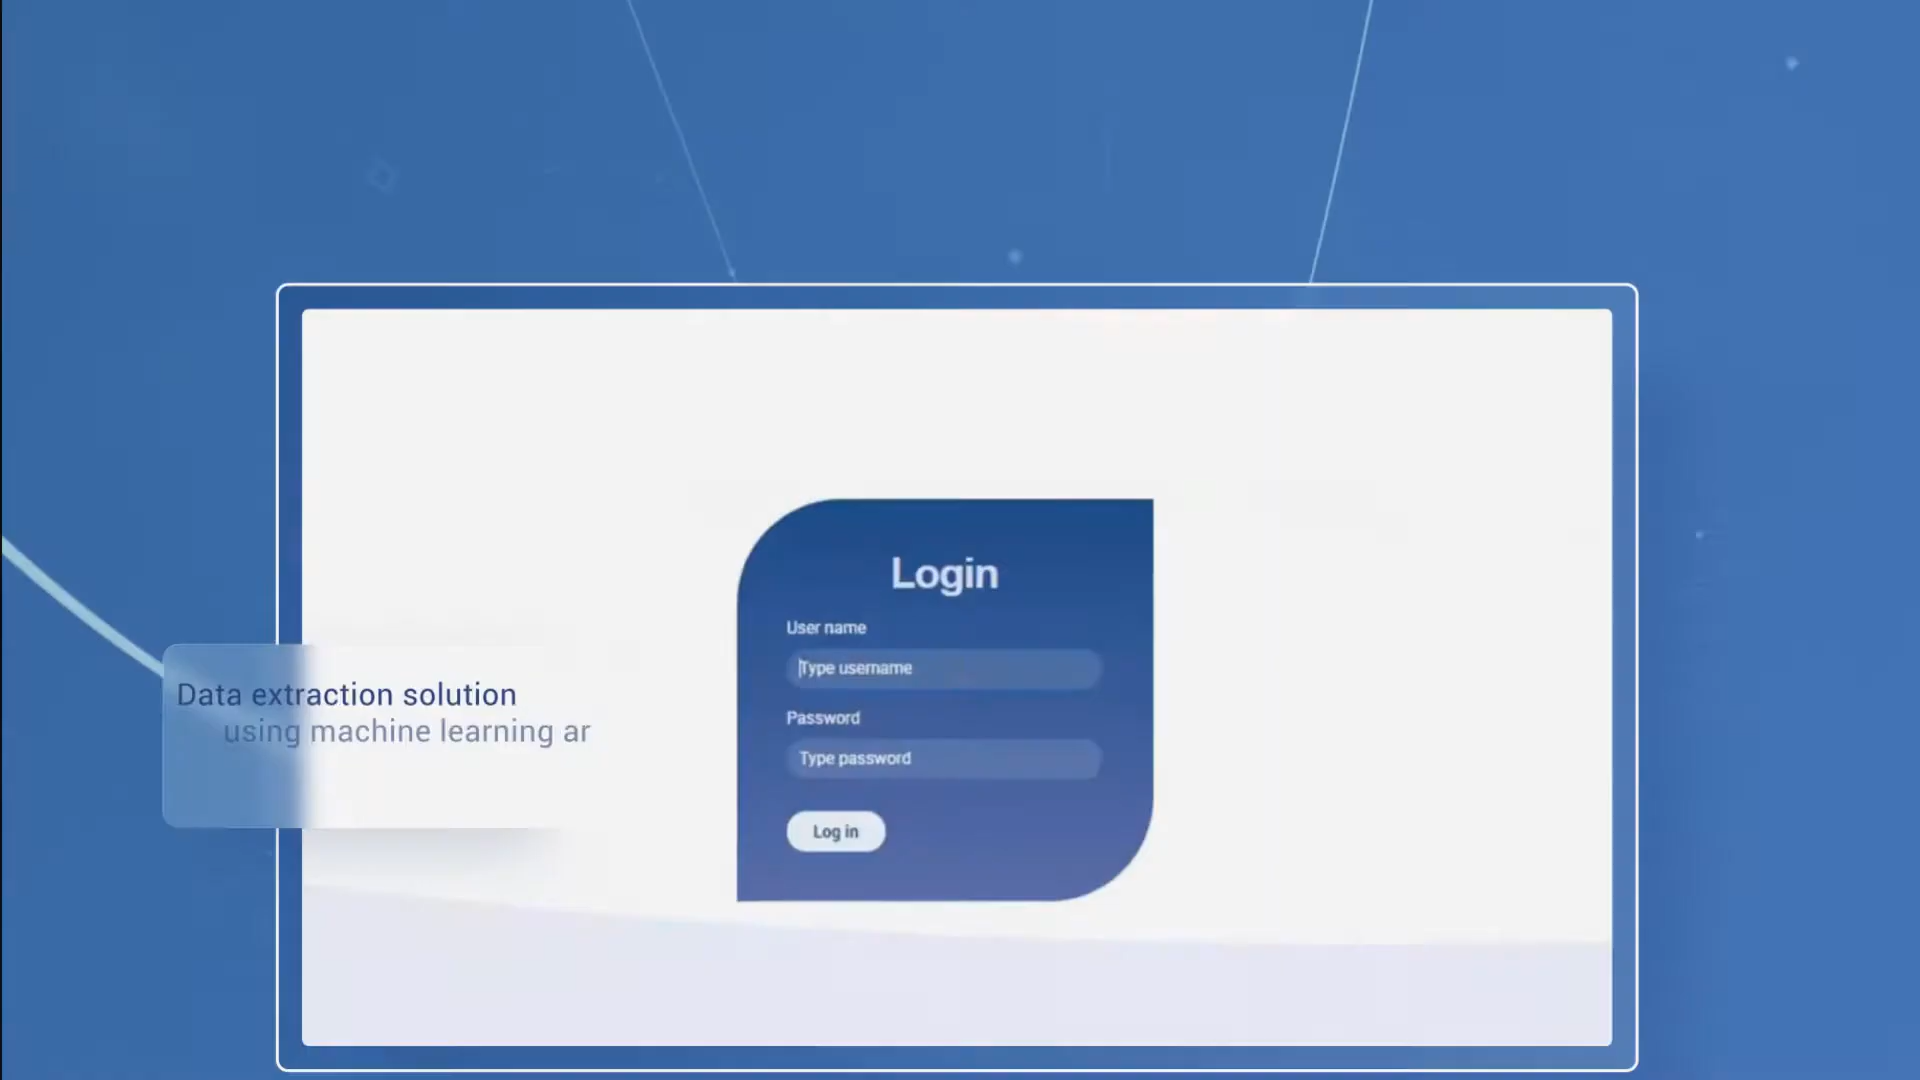 Login
User name
Type username
Password
Type password
Log in
Data extraction solution
using machine learning ar